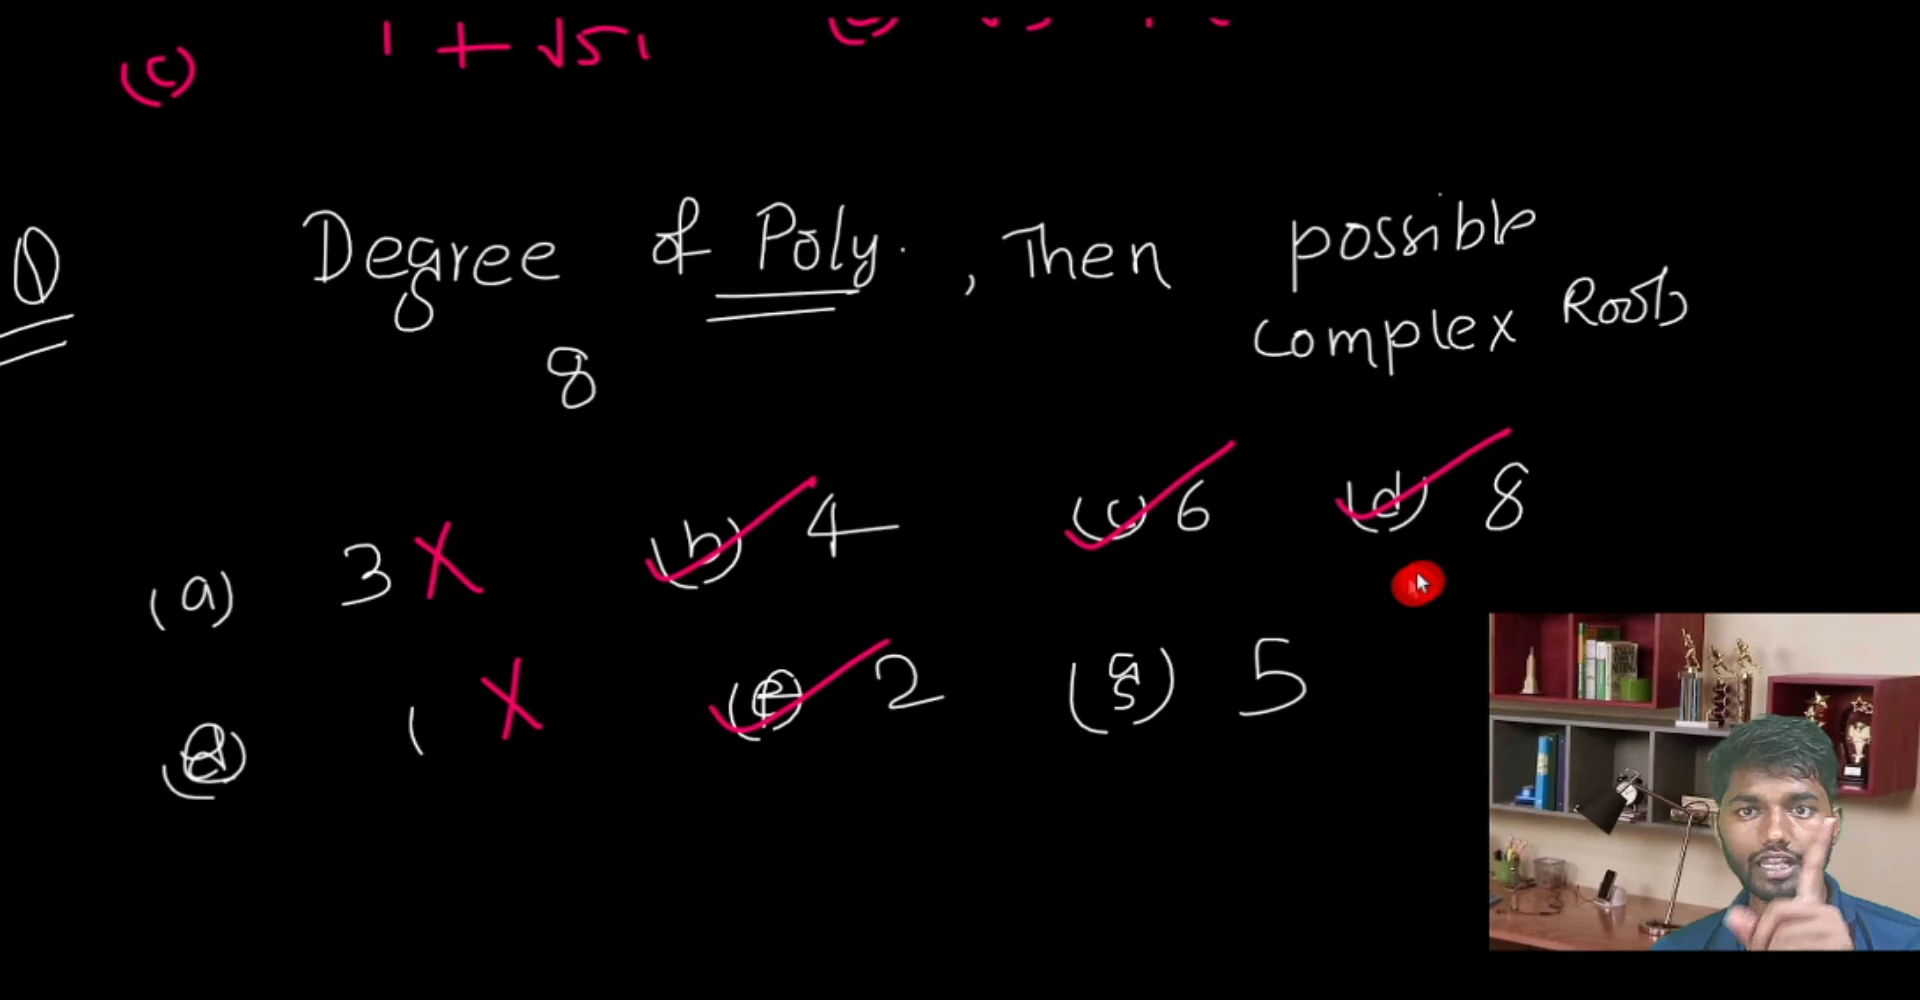 (c) 1 + √51
Q Degree of Poly. , Then possible
8 complex Roots
(a) 3 X (b) 4 (c) 6 (d) 8
(e) 1 X (f) 2 (g) 5